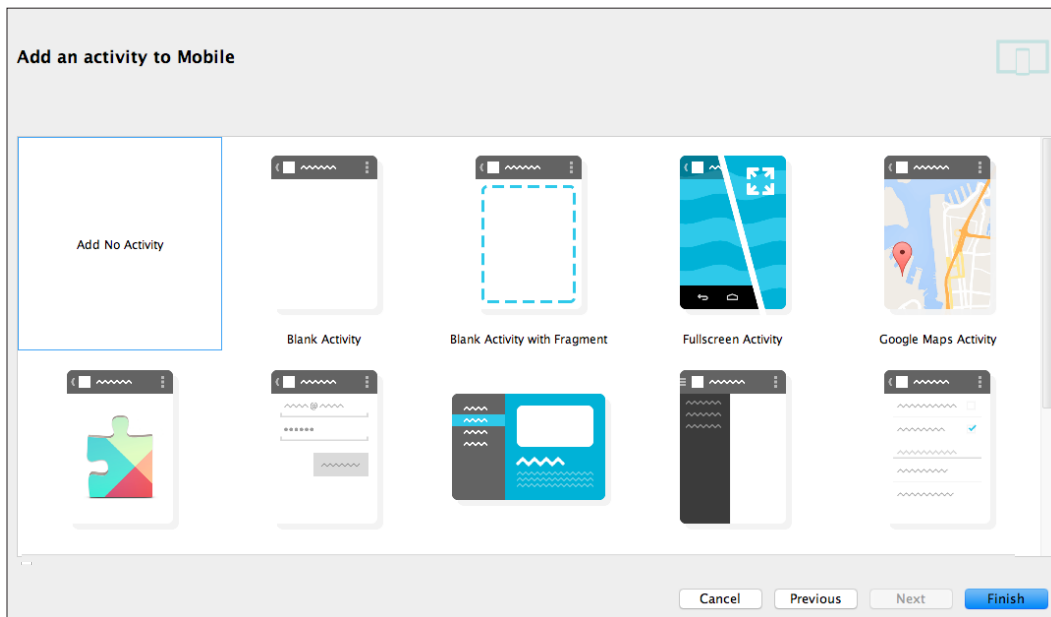 Add an activity to Mobile
Add No Activity
Blank Activity
Blank Activity with Fragment
Fullscreen Activity
Google Maps Activity
Cancel
Previous
Next
Finish